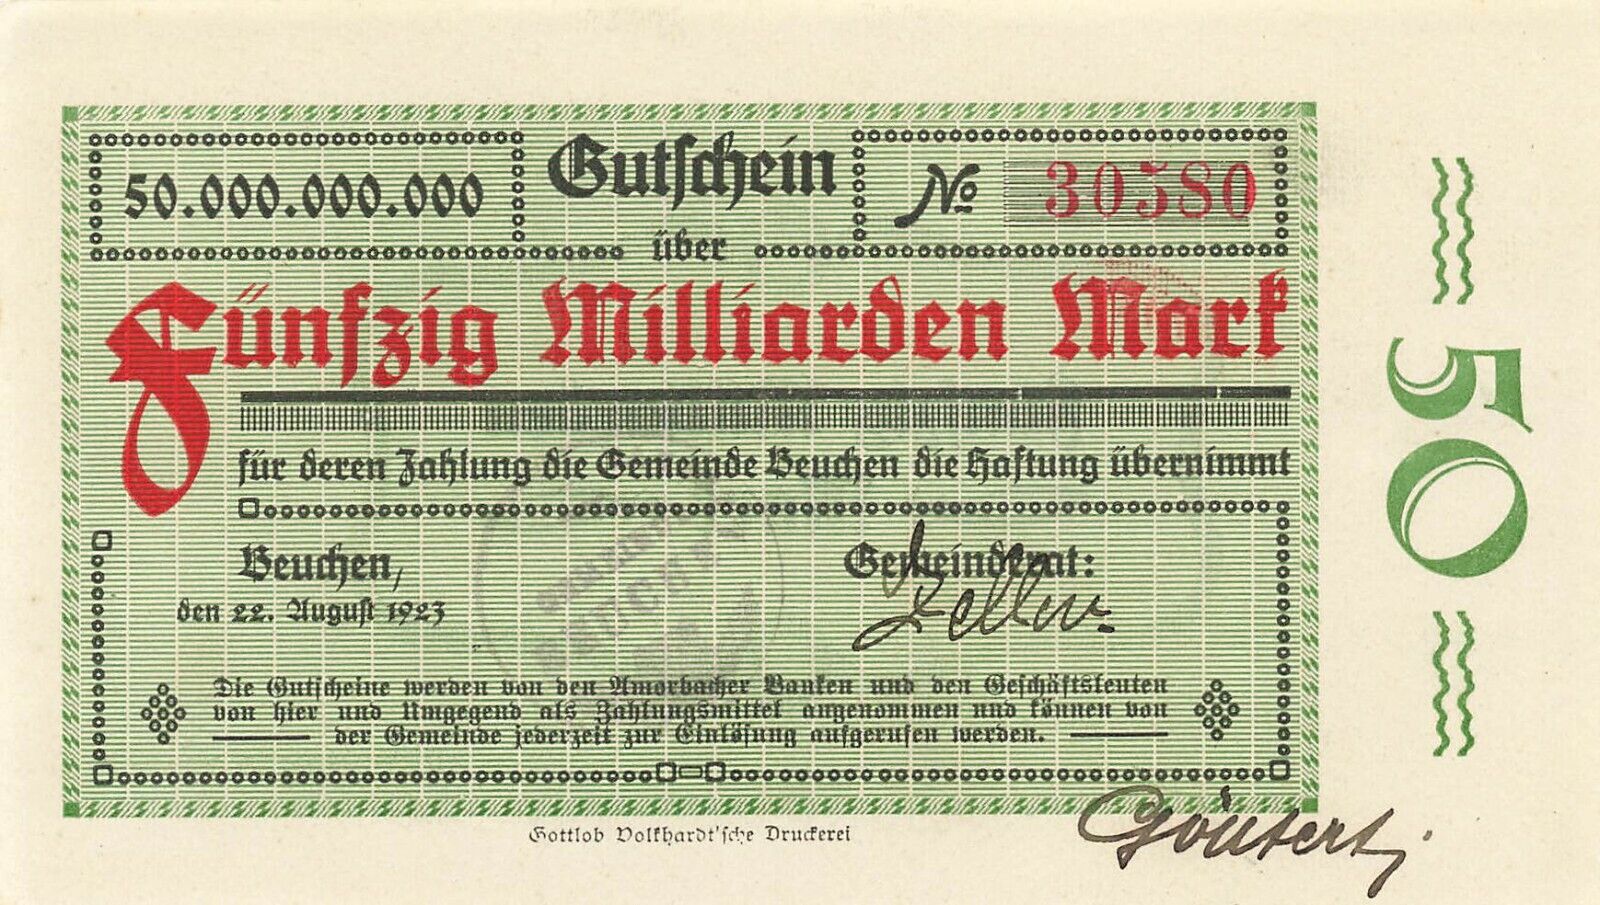 50.000.000.000
Gutschein
№ 30580
über
Fünfzig Milliarden Mark
für deren Zahlung die Gemeinde Beuchen die Haftung übernimmt
Beuchen,
den 22. August 1923
Gemeinderat:
GEMEINDE
BEUCHEN
Die Gutscheine werden von den Amorbacher Banken und den Geschäftsleuten
von hier und Umgegend als Zahlungsmittel angenommen und können von
der Gemeinde jederzeit zur Einlösung aufgerufen werden.
Gottlob Volkhardt'sche Druckerei
50